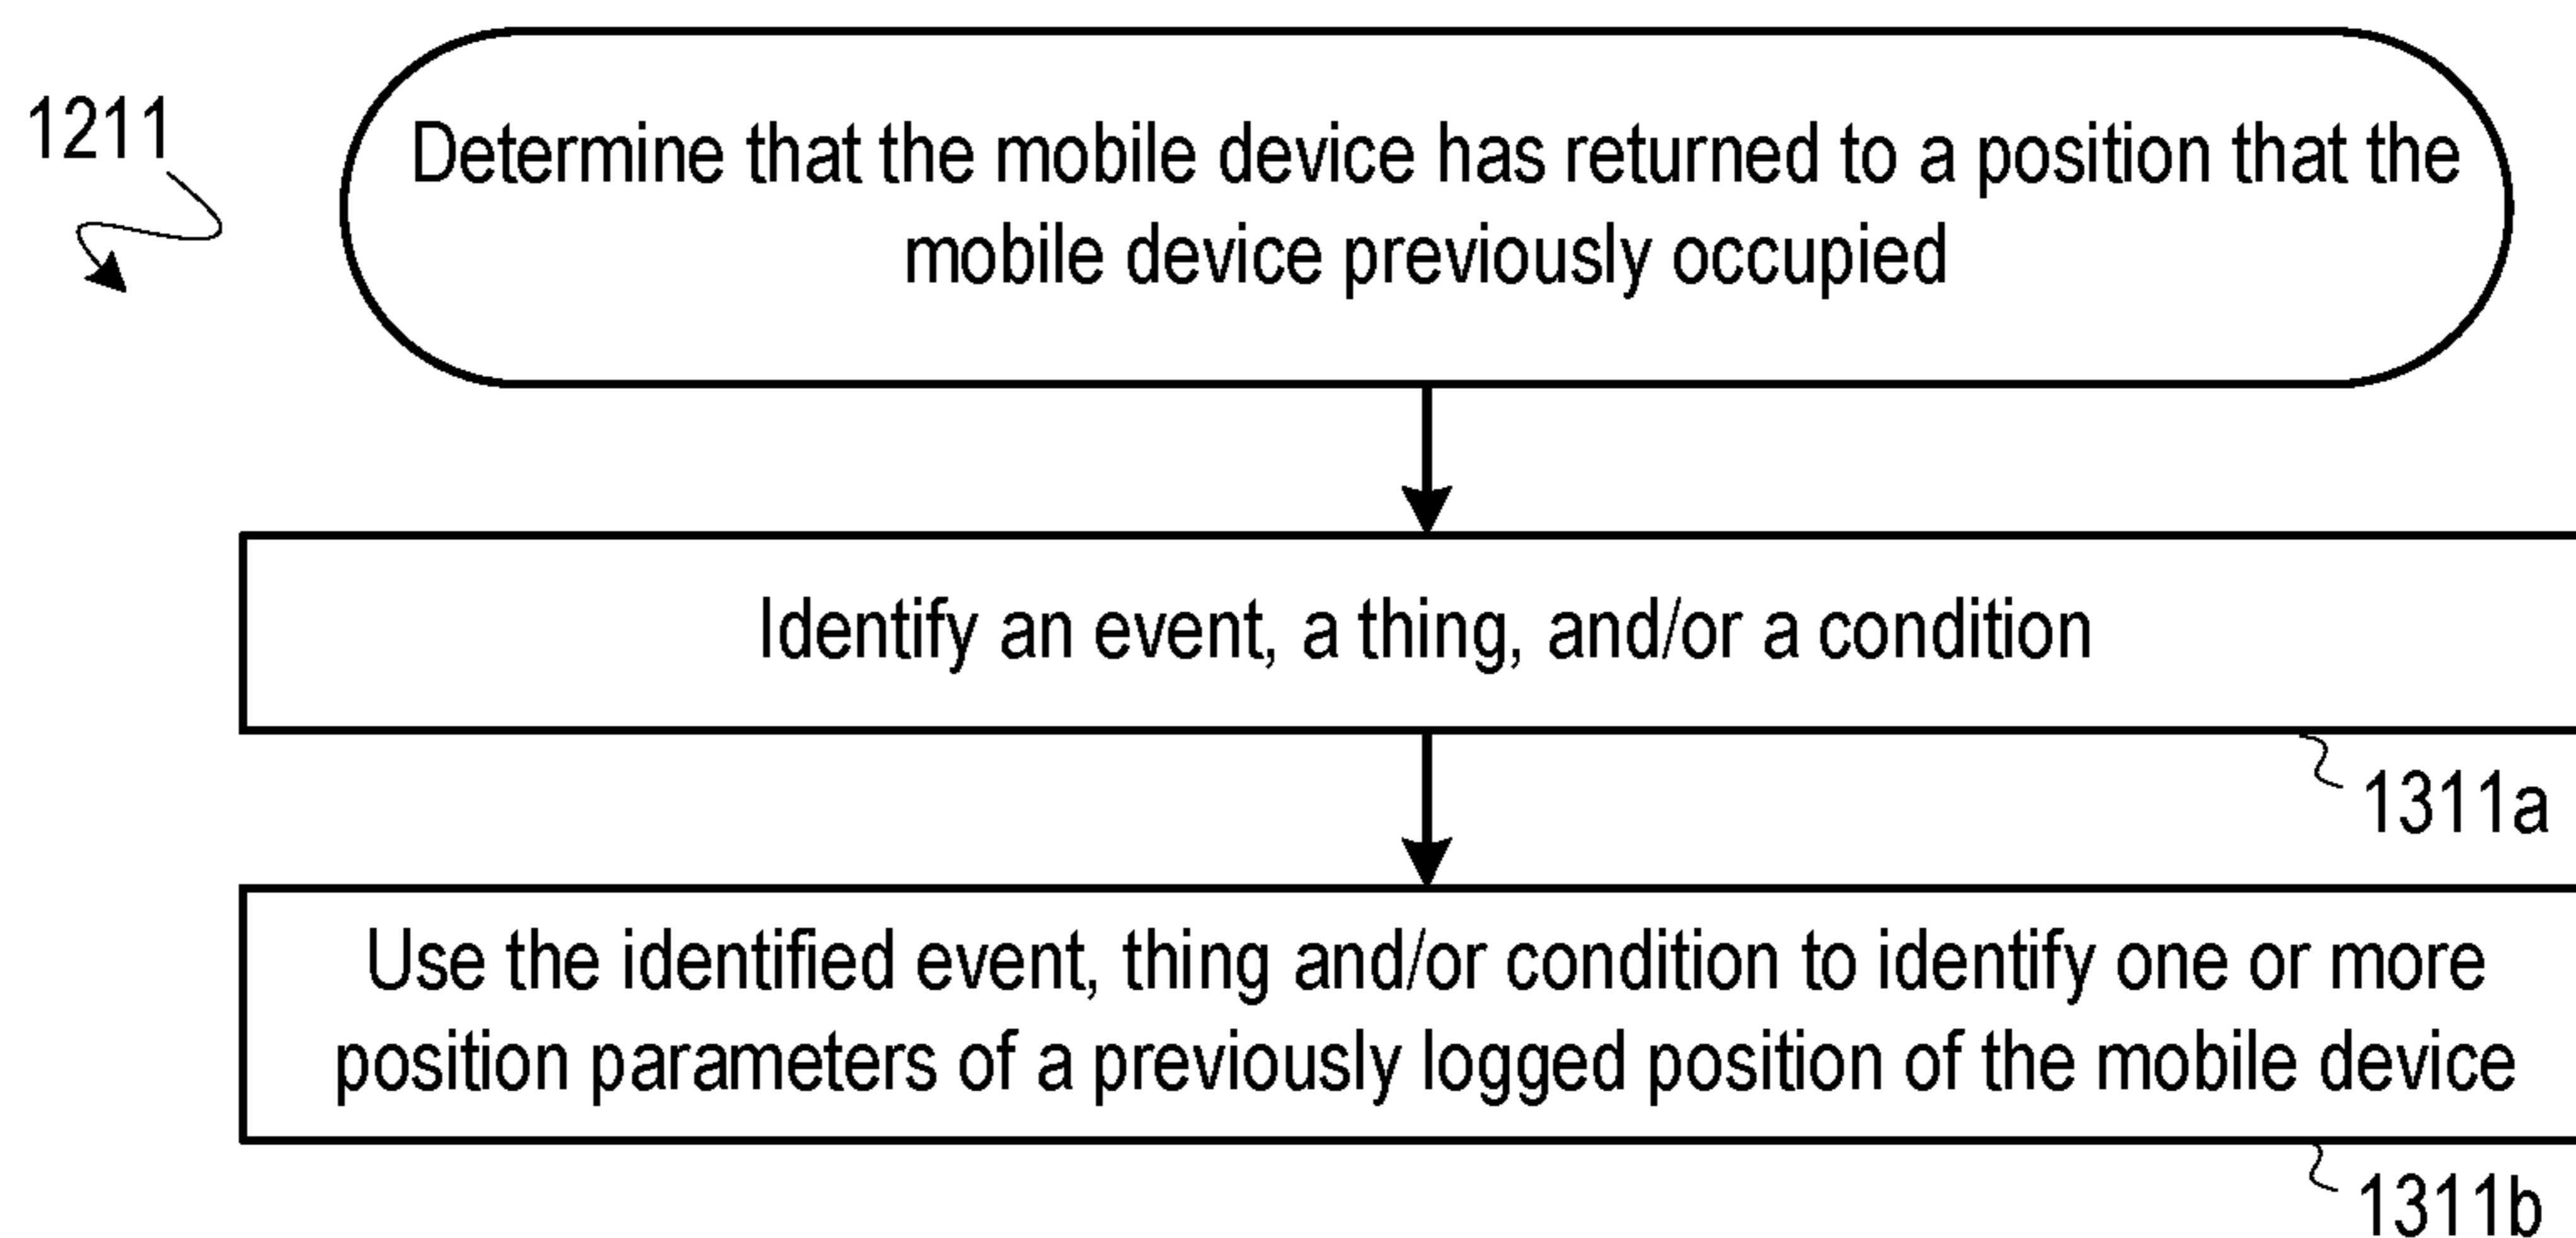 1211
Determine that the mobile device has returned to a position that the
mobile device previously occupied
Identify an event, a thing, and/or a condition
1311a
Use the identified event, thing and/or condition to identify one or more
position parameters of a previously logged position of the mobile device
1311b